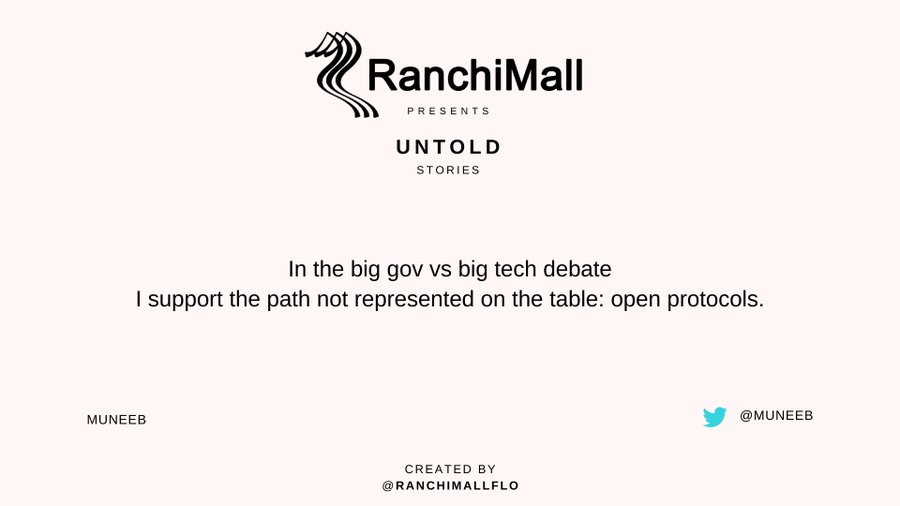 RanchiMall
PRESENTS
UNTOLD
STORIES
In the big gov vs big tech debate
I support the path not represented on the table: open protocols.
MUNEEB
@MUNEEB
CREATED BY
@RANCHIMALLFLO